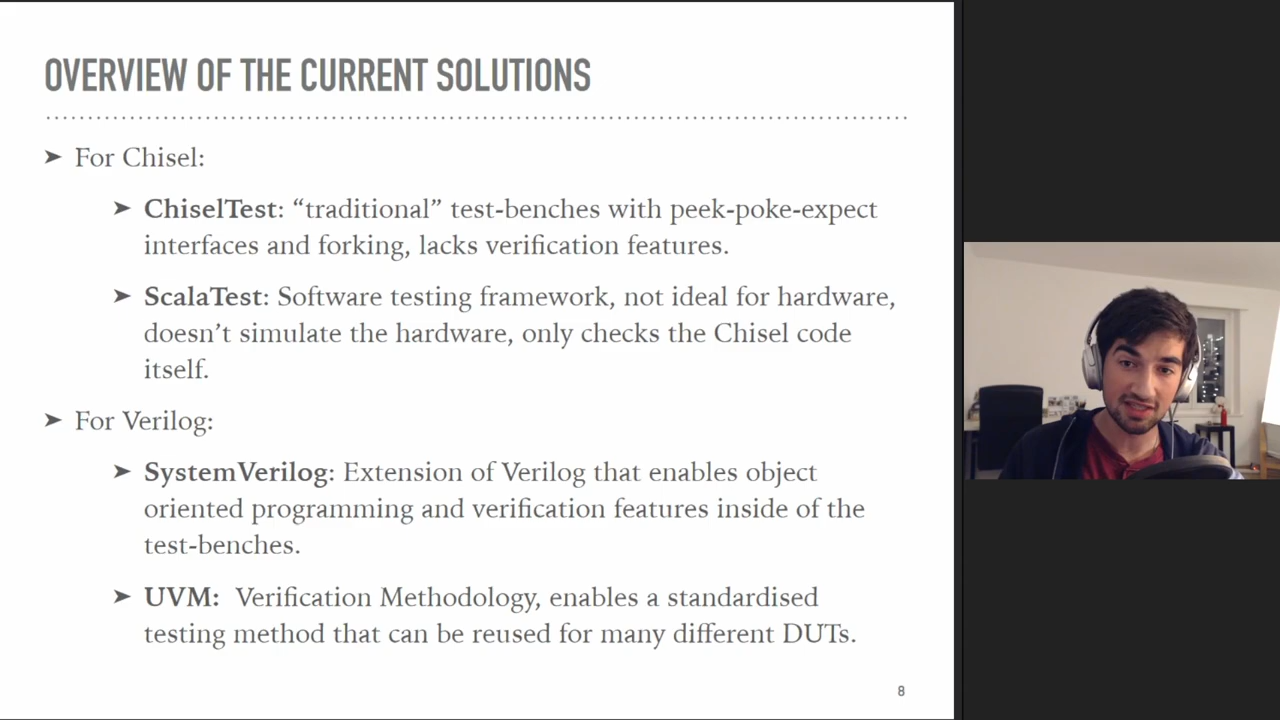 OVERVIEW OF THE CURRENT SOLUTIONS
➤ For Chisel:
➤ ChiselTest: “traditional” test-benches with peek-poke-expect
interfaces and forking, lacks verification features.
➤ ScalaTest: Software testing framework, not ideal for hardware,
doesn’t simulate the hardware, only checks the Chisel code
itself.
➤ For Verilog:
➤ SystemVerilog: Extension of Verilog that enables object
oriented programming and verification features inside of the
test-benches.
➤ UVM: Verification Methodology, enables a standardised
testing method that can be reused for many different DUTs.
8